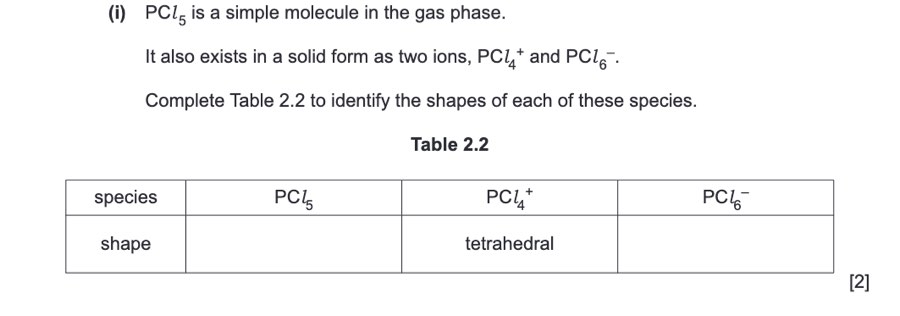 (i) PCl₅ is a simple molecule in the gas phase.
It also exists in a solid form as two ions, PCl₄⁺ and PCl₆⁻.
Complete Table 2.2 to identify the shapes of each of these species.
Table 2.2
species PCl₅ PCl₄⁺ PCl₆⁻
shape tetrahedral
[2]